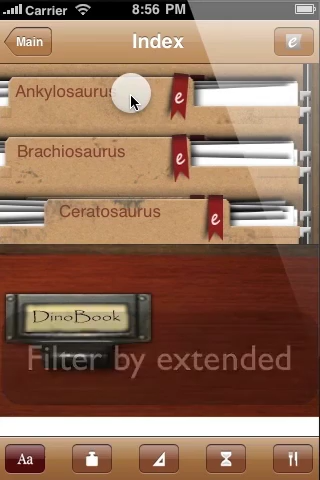 Carrier 8:56 PM
Main Index e
Ankylosaurus e
Brachiosaurus e
Ceratosaurus e
DinoBook
Filter by extended
Aa